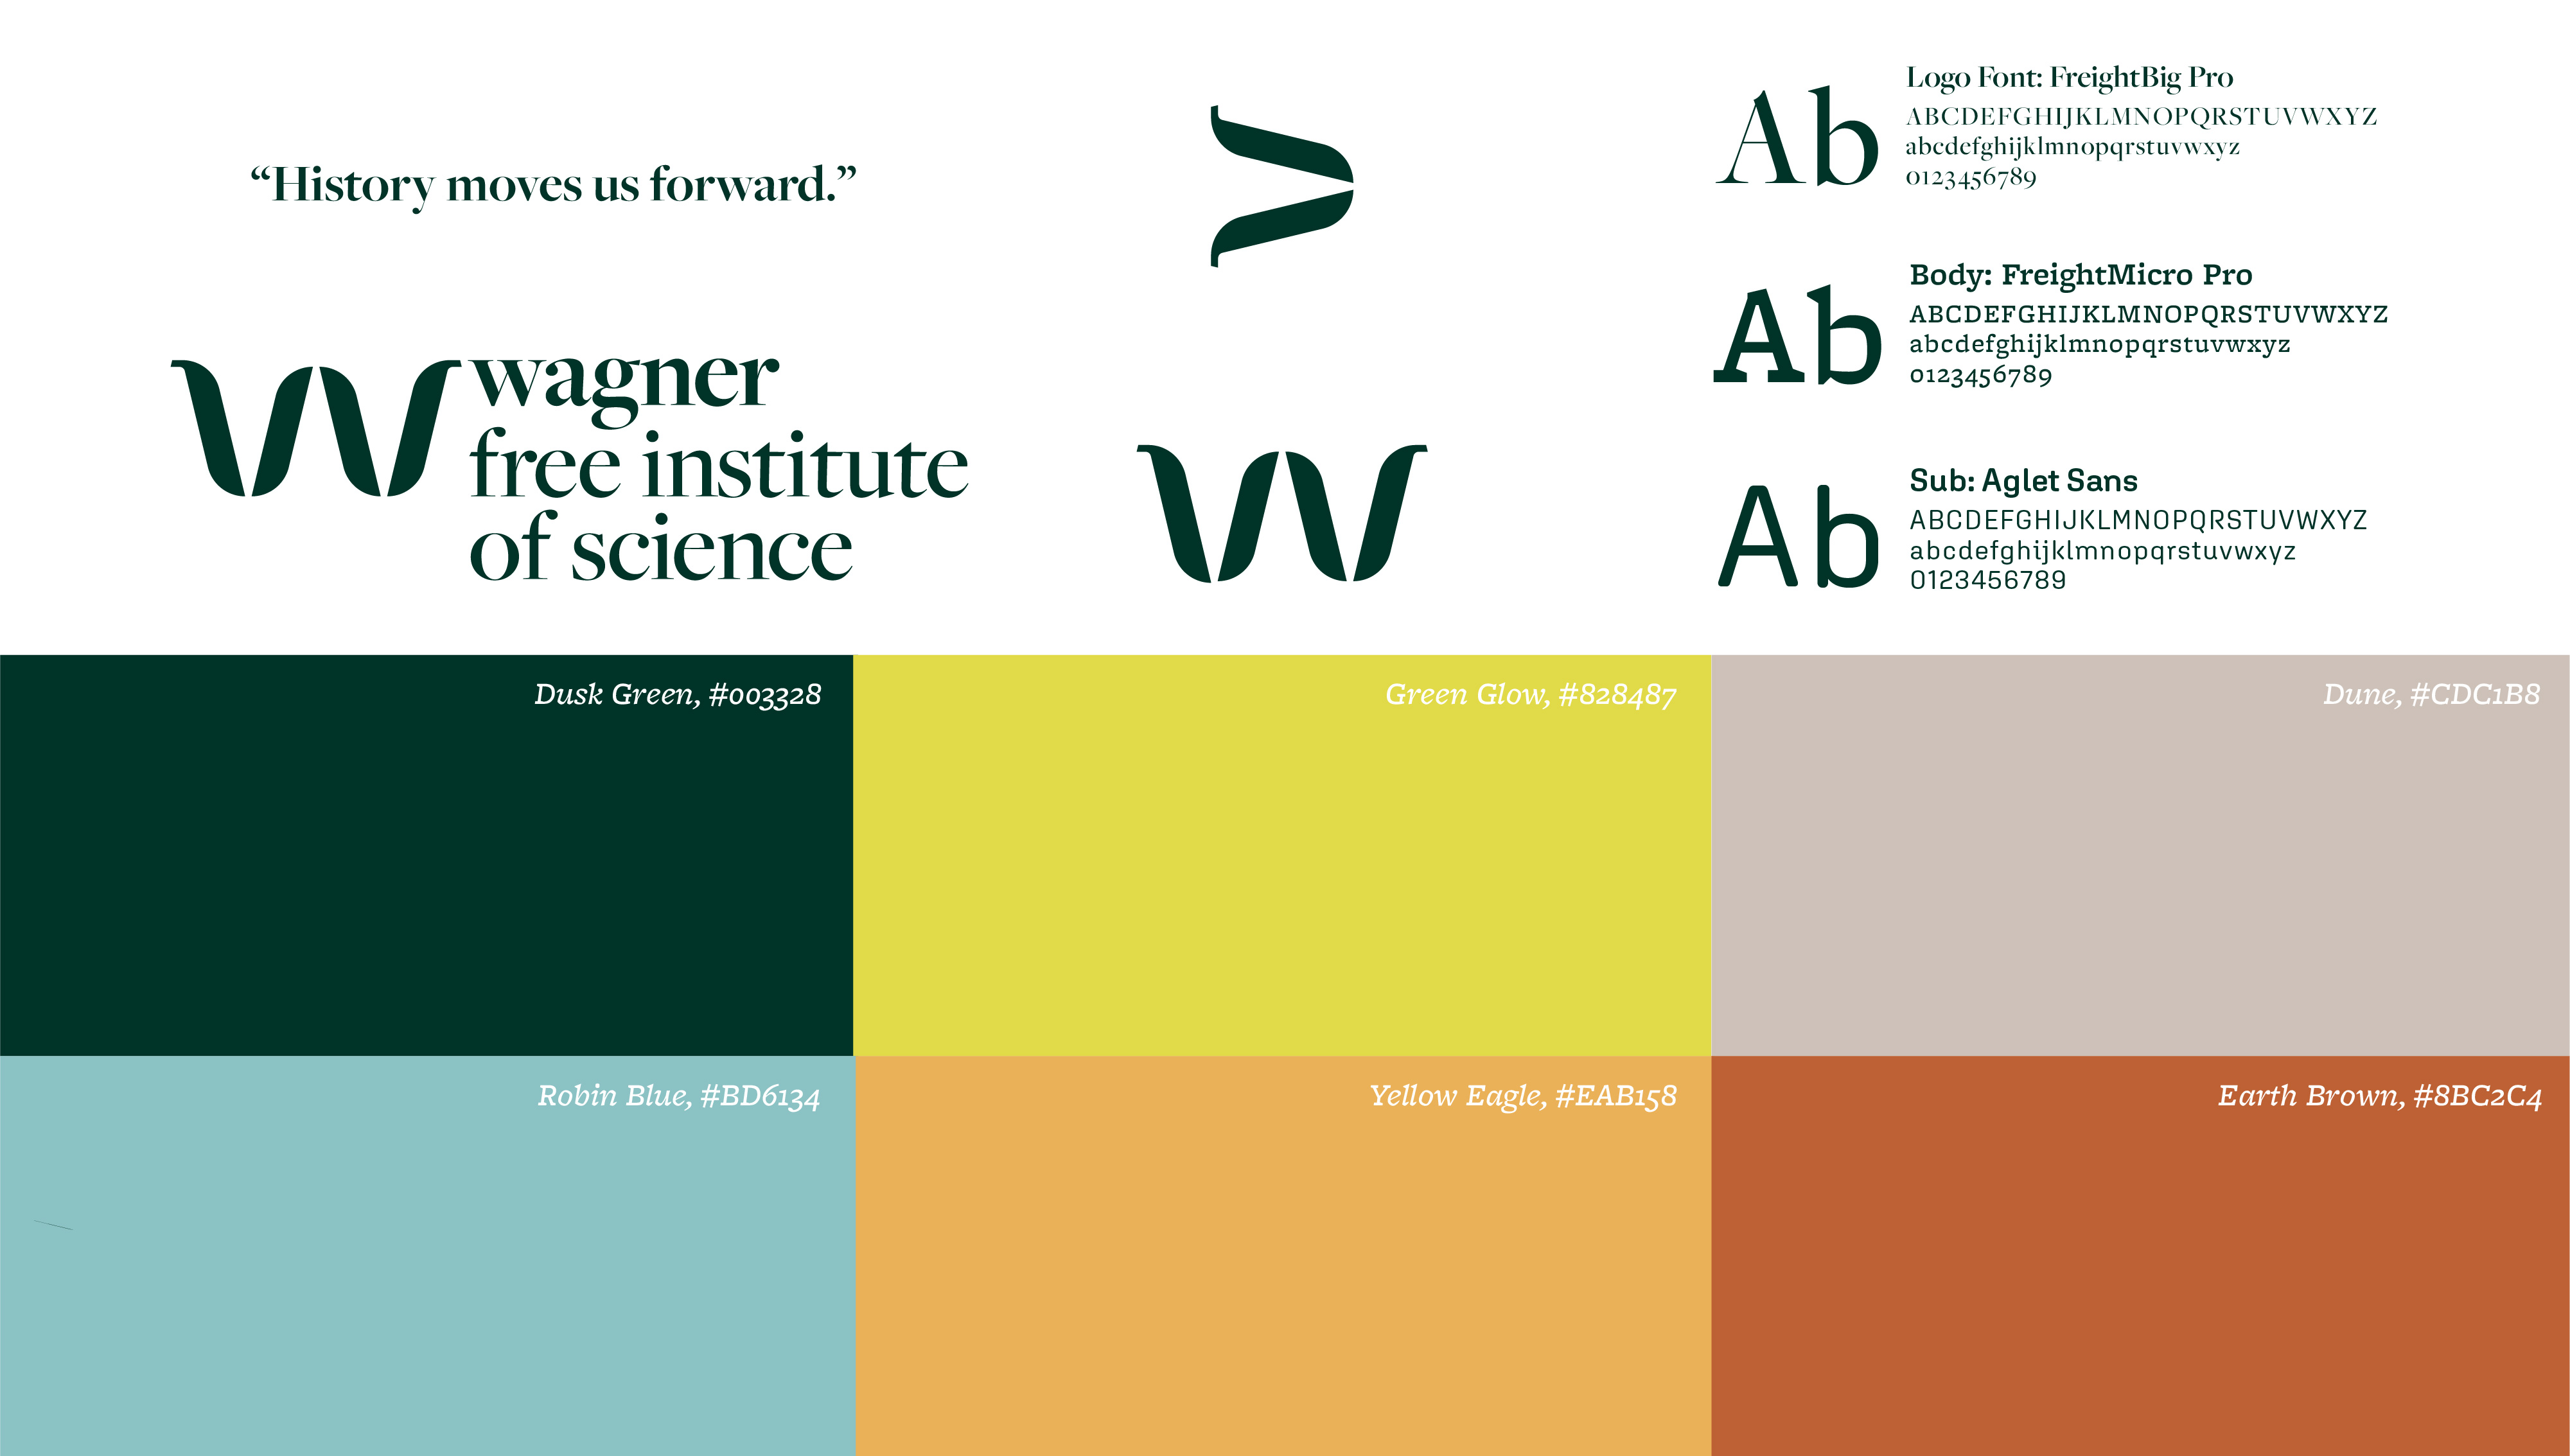 “History moves us forward.”
W wagner
free institute
of science
W
Ab
Logo Font: FreightBig Pro
ABCDEFGHIJKLMNOPQRSTUVWXYZ
abcdefghijklmnopqrstuvwxyz
0123456789
Ab
Body: FreightMicro Pro
ABCDEFGHIJKLMNOPQRSTUVWXYZ
abcdefghijklmnopqrstuvwxyz
0123456789
Ab
Sub: Aglet Sans
ABCDEFGHIJKLMNOPQRSTUVWXYZ
abcdefghijklmnopqrstuvwxyz
0123456789
Dusk Green, #003328
Green Glow, #828487
Dune, #CDC1B8
Robin Blue, #BD6134
Yellow Eagle, #EAB158
Earth Brown, #8BC2C4